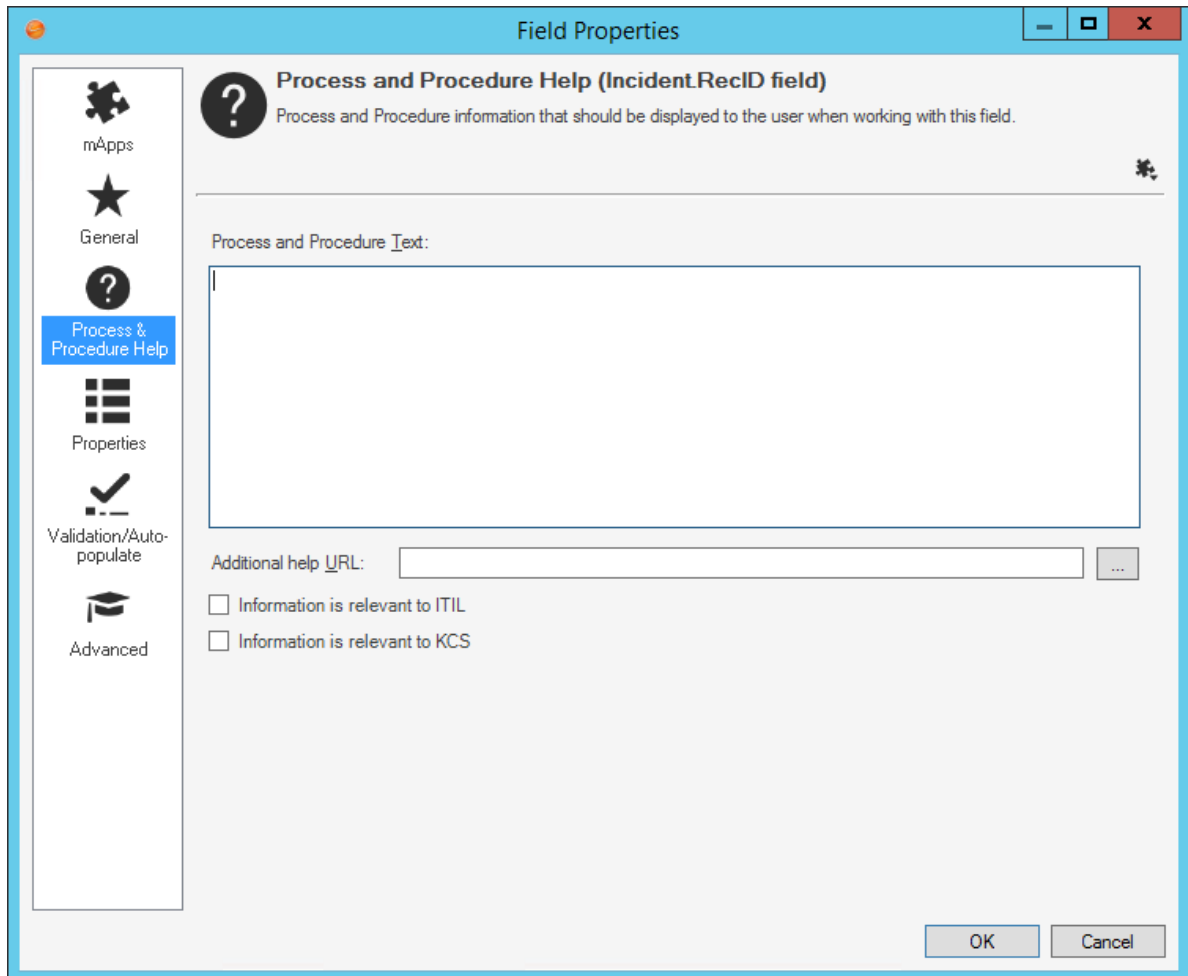 Field Properties
mApps
General
Process &
Procedure Help
Properties
Validation/Auto-
populate
Advanced
Process and Procedure Help (Incident.RecID field)
Process and Procedure information that should be displayed to the user when working with this field.
Process and Procedure Text:
Additional help URL:
...
Information is relevant to ITIL
Information is relevant to KCS
OK
Cancel